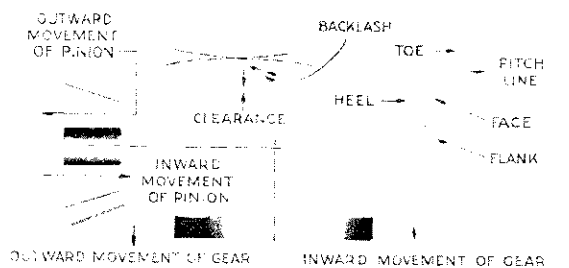 OUTWARD
MOVEMENT
OF PINION
BACKLASH
TOE
PITCH
LINE
HEEL
CLEARANCE
FACE
FLANK
INWARD
MOVEMENT
OF PINION
OUTWARD MOVEMENT OF GEAR
INWARD MOVEMENT OF GEAR